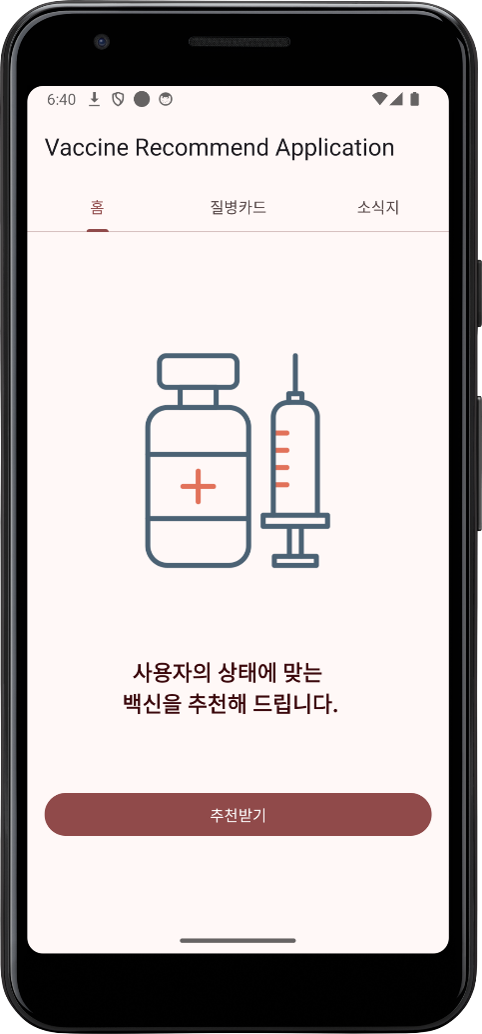 6:40
Vaccine Recommend Application
홈 질병카드 소식지
사용자의 상태에 맞는
백신을 추천해 드립니다.
추천받기